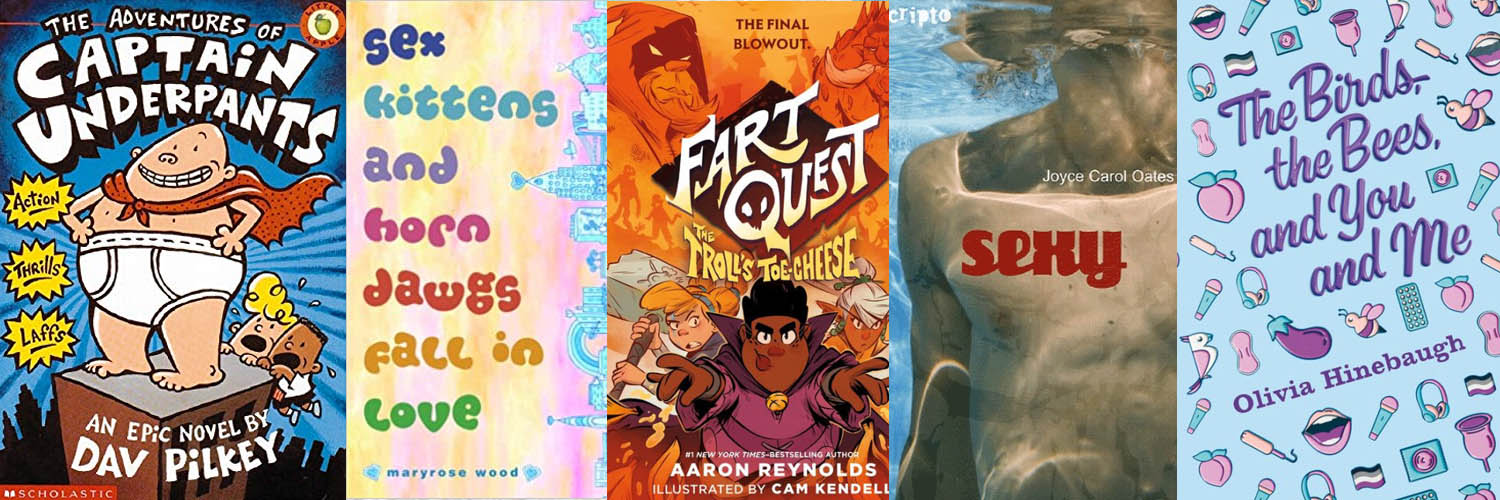 THE ADVENTURES OF
CAPTAIN
UNDERPANTS
LITTLE APPLE
Action
THRILLS
LAFFS
AN EPIC NOVEL BY
DAV PILKEY
SCHOLASTIC
sex
kittens
and
horn
dawgs
fall in
love
maryrose wood
THE FINAL
BLOWOUT.
FART
QUEST
THE
TROLL'S TOE-CHEESE
#1 NEW YORK TIMES-BESTSELLING AUTHOR
AARON REYNOLDS
ILLUSTRATED BY CAM KENDELL
cripto
Joyce Carol Oates
sexy
The Birds,
the Bees,
and You
and Me
Olivia Hinebaugh